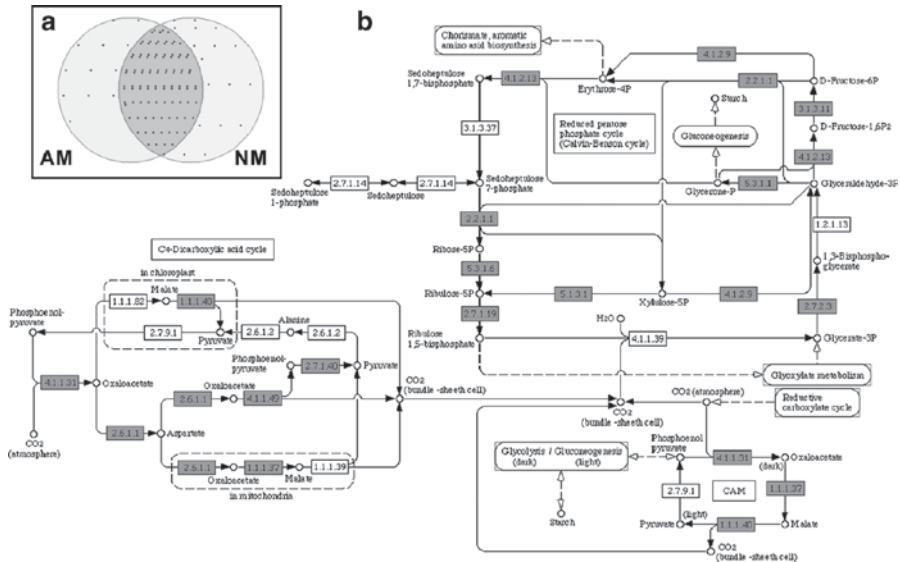 a
AM
NM
b
Chorismate, aromatic
amino acid biosynthesis
Sedoheptulose
1,7-bisphosphate
4.1.2.13
Erythrose-4P
4.1.2.9
2.2.1.1
D-Fructose-6P
3.1.3.11
D-Fructose-1,6P2
4.1.2.13
3.1.3.37
Reduced pentose
phosphate cycle
(Calvin-Benson cycle)
Starch
Gluconeogenesis
Glycerone-P
5.3.1.1
Glyceraldehyde-3P
Sedoheptulose
1-phosphate
2.7.1.14
Sedoheptulose
2.7.1.14
Sedoheptulose
7-phosphate
2.2.1.1
1.2.1.13
Ribose-5P
5.3.1.6
1,3-Bisphospho-
glycerate
Ribulose-5P
5.1.3.1
Xylulose-5P
4.1.2.9
2.7.2.3
2.7.1.19
H2O
Ribulose
1,5-bisphosphate
4.1.1.39
Glycerate-3P
Glyoxylate metabolism
C4-Dicarboxylic acid cycle
in chloroplast
Malate
1.1.1.82
1.1.1.40
Phosphoenol-
pyruvate
2.7.9.1
Pyruvate
2.6.1.2
Alanine
2.6.1.2
Phosphoenol-
pyruvate
2.7.1.40
Pyruvate
4.1.1.31
Oxaloacetate
Oxaloacetate
2.6.1.1
4.1.1.49
CO2
(bundle -sheeth cell)
2.6.1.1
Aspartate
CO2
(atmosphere)
2.6.1.1
Oxaloacetate
1.1.1.37
Malate
1.1.1.39
in mitochondria
CO2
(bundle -sheeth cell)
CO2 (atmosphere)
Reductive
carboxylate cycle
Glycolysis / Gluconeogenesis
(dark)
(light)
Starch
Phosphoenol
pyruvate
4.1.1.31
(dark)
Oxaloacetate
2.7.9.1
CAM
1.1.1.37
Pyruvate
(light)
1.1.1.40
Malate
CO2
(bundle -sheeth cell)